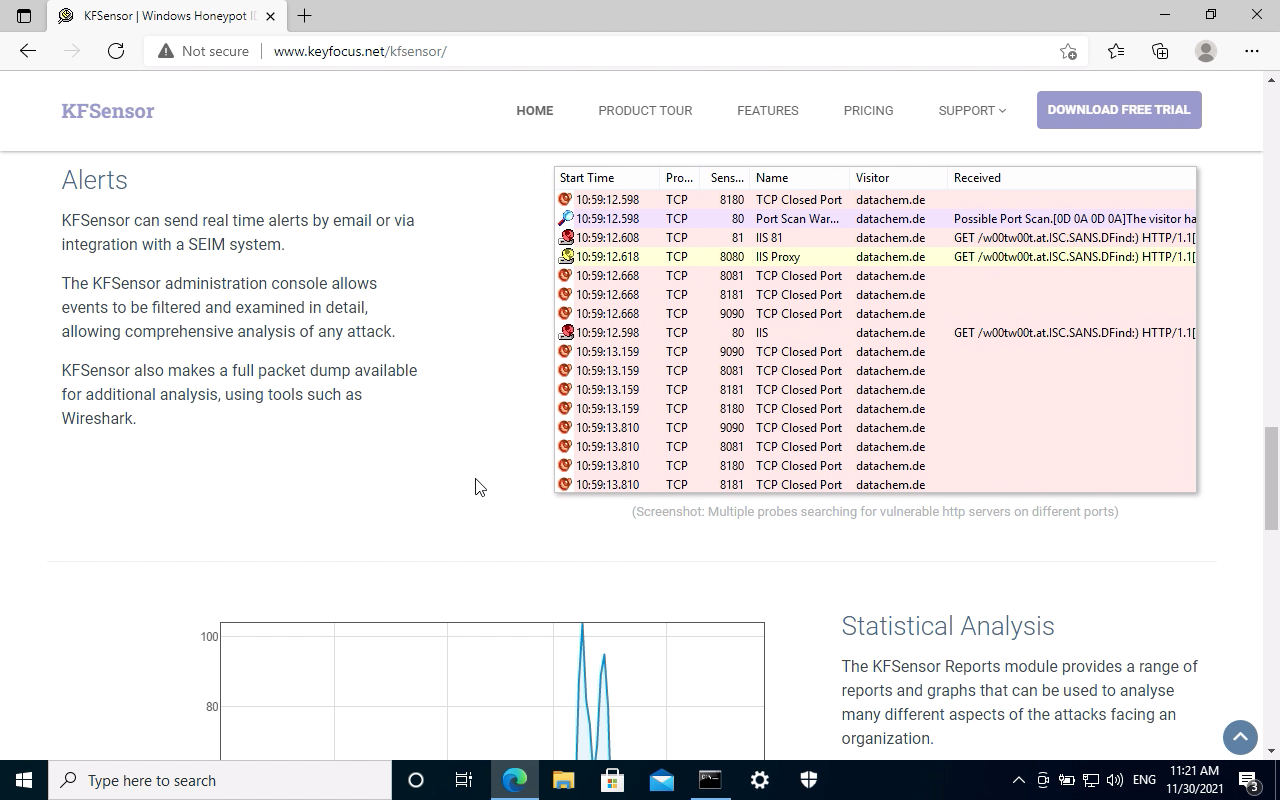 KFSensor | Windows Honeypot ID
Not secure | www.keyfocus.net/kfsensor/
KFSensor HOME PRODUCT TOUR FEATURES PRICING SUPPORT DOWNLOAD FREE TRIAL
Alerts
KFSensor can send real time alerts by email or via
integration with a SEIM system.
The KFSensor administration console allows
events to be filtered and examined in detail,
allowing comprehensive analysis of any attack.
KFSensor also makes a full packet dump available
for additional analysis, using tools such as
Wireshark.
Start Time Pro... Sens... Name Visitor Received
10:59:12.598 TCP 8180 TCP Closed Port datachem.de
10:59:12.598 TCP 80 Port Scan War... datachem.de Possible Port Scan.[0D 0A 0D 0A]The visitor ha
10:59:12.608 TCP 81 IIS 81 datachem.de GET /w00tw00t.at.ISC.SANS.DFind:) HTTP/1.1[
10:59:12.618 TCP 8080 IIS Proxy datachem.de GET /w00tw00t.at.ISC.SANS.DFind:) HTTP/1.1[
10:59:12.668 TCP 8081 TCP Closed Port datachem.de
10:59:12.668 TCP 8181 TCP Closed Port datachem.de
10:59:12.668 TCP 9090 TCP Closed Port datachem.de
10:59:12.598 TCP 80 IIS datachem.de GET /w00tw00t.at.ISC.SANS.DFind:) HTTP/1.1[
10:59:13.159 TCP 9090 TCP Closed Port datachem.de
10:59:13.159 TCP 8081 TCP Closed Port datachem.de
10:59:13.159 TCP 8181 TCP Closed Port datachem.de
10:59:13.159 TCP 8180 TCP Closed Port datachem.de
10:59:13.810 TCP 9090 TCP Closed Port datachem.de
10:59:13.810 TCP 8081 TCP Closed Port datachem.de
10:59:13.810 TCP 8180 TCP Closed Port datachem.de
10:59:13.810 TCP 8181 TCP Closed Port datachem.de
(Screenshot: Multiple probes searching for vulnerable http servers on different ports)
100
80
Statistical Analysis
The KFSensor Reports module provides a range of
reports and graphs that can be used to analyse
many different aspects of the attacks facing an
organization.
Type here to search
ENG
11:21 AM
11/30/2021
3